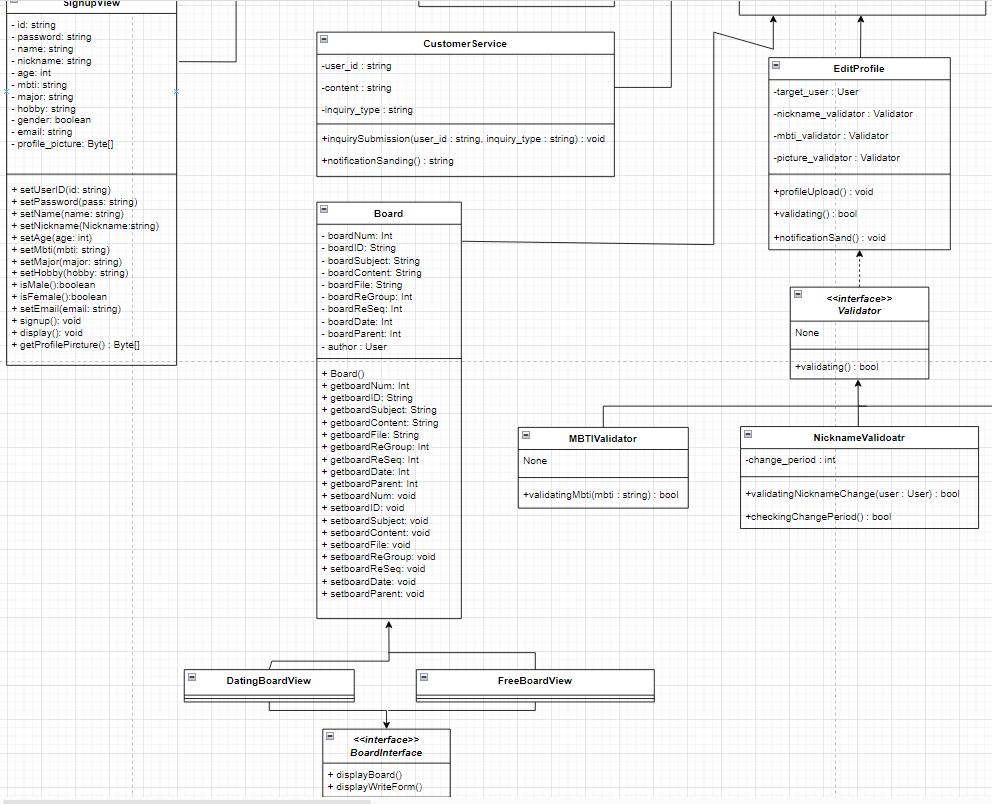 SignupView
- id: string
- password: string
- name: string
- nickname: string
- age: int
- mbti: string
- major: string
- hobby: string
- gender: boolean
- email: string
- profile_picture: Byte[]
+ setUserID(id: string)
+ setPassword(pass: string)
+ setName(name: string)
+ setNickname(Nickname:string)
+ setAge(age: int)
+ setMbti(mbti: string)
+ setMajor(major: string)
+ setHobby(hobby: string)
+ isMale():boolean
+ isFemale():boolean
+ setEmail(email: string)
+ signup(): void
+ display(): void
+ getProfilePircture() : Byte[]
CustomerService
-user_id : string
-content : string
-inquiry_type : string
+inquirySubmission(user_id : string, inquiry_type : string) : void
+notificationSanding() : string
Board
- boardNum: Int
- boardID: String
- boardSubject: String
- boardContent: String
- boardFile: String
- boardReGroup: Int
- boardReSeq: Int
- boardDate: Int
- boardParent: Int
- author : User
+ Board()
+ getboardNum: Int
+ getboardID: String
+ getboardSubject: String
+ getboardContent: String
+ getboardFile: String
+ getboardReGroup: Int
+ getboardReSeq: Int
+ getboardDate: Int
+ getboardParent: Int
+ setboardNum: void
+ setboardID: void
+ setboardSubject: void
+ setboardContent: void
+ setboardFile: void
+ setboardReGroup: void
+ setboardReSeq: void
+ setboardDate: void
+ setboardParent: void
EditProfile
-target_user : User
-nickname_validator : Validator
-mbti_validator : Validator
-picture_validator : Validator
+profileUpload() : void
+validating() : bool
+notificationSand() : void
<<interface>>
Validator
None
+validating() : bool
MBTIValidator
None
+validatingMbti(mbti : string) : bool
NicknameValidoatr
-change_period : int
+validatingNicknameChange(user : User) : bool
+checkingChangePeriod() : bool
DatingBoardView
FreeBoardView
<<interface>>
BoardInterface
+ displayBoard()
+ displayWriteForm()